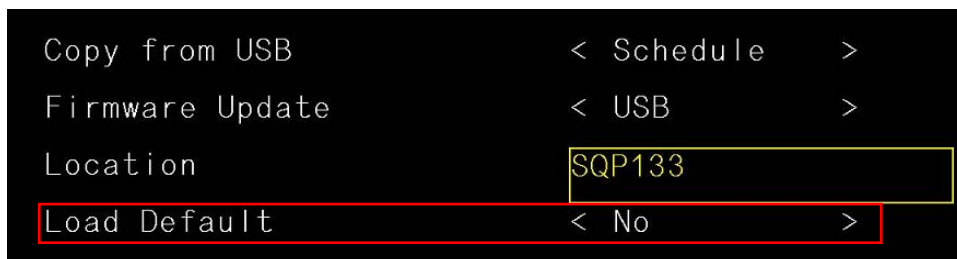 Copy from USB < Schedule >
Firmware Update < USB >
Location SQP133
Load Default < No >